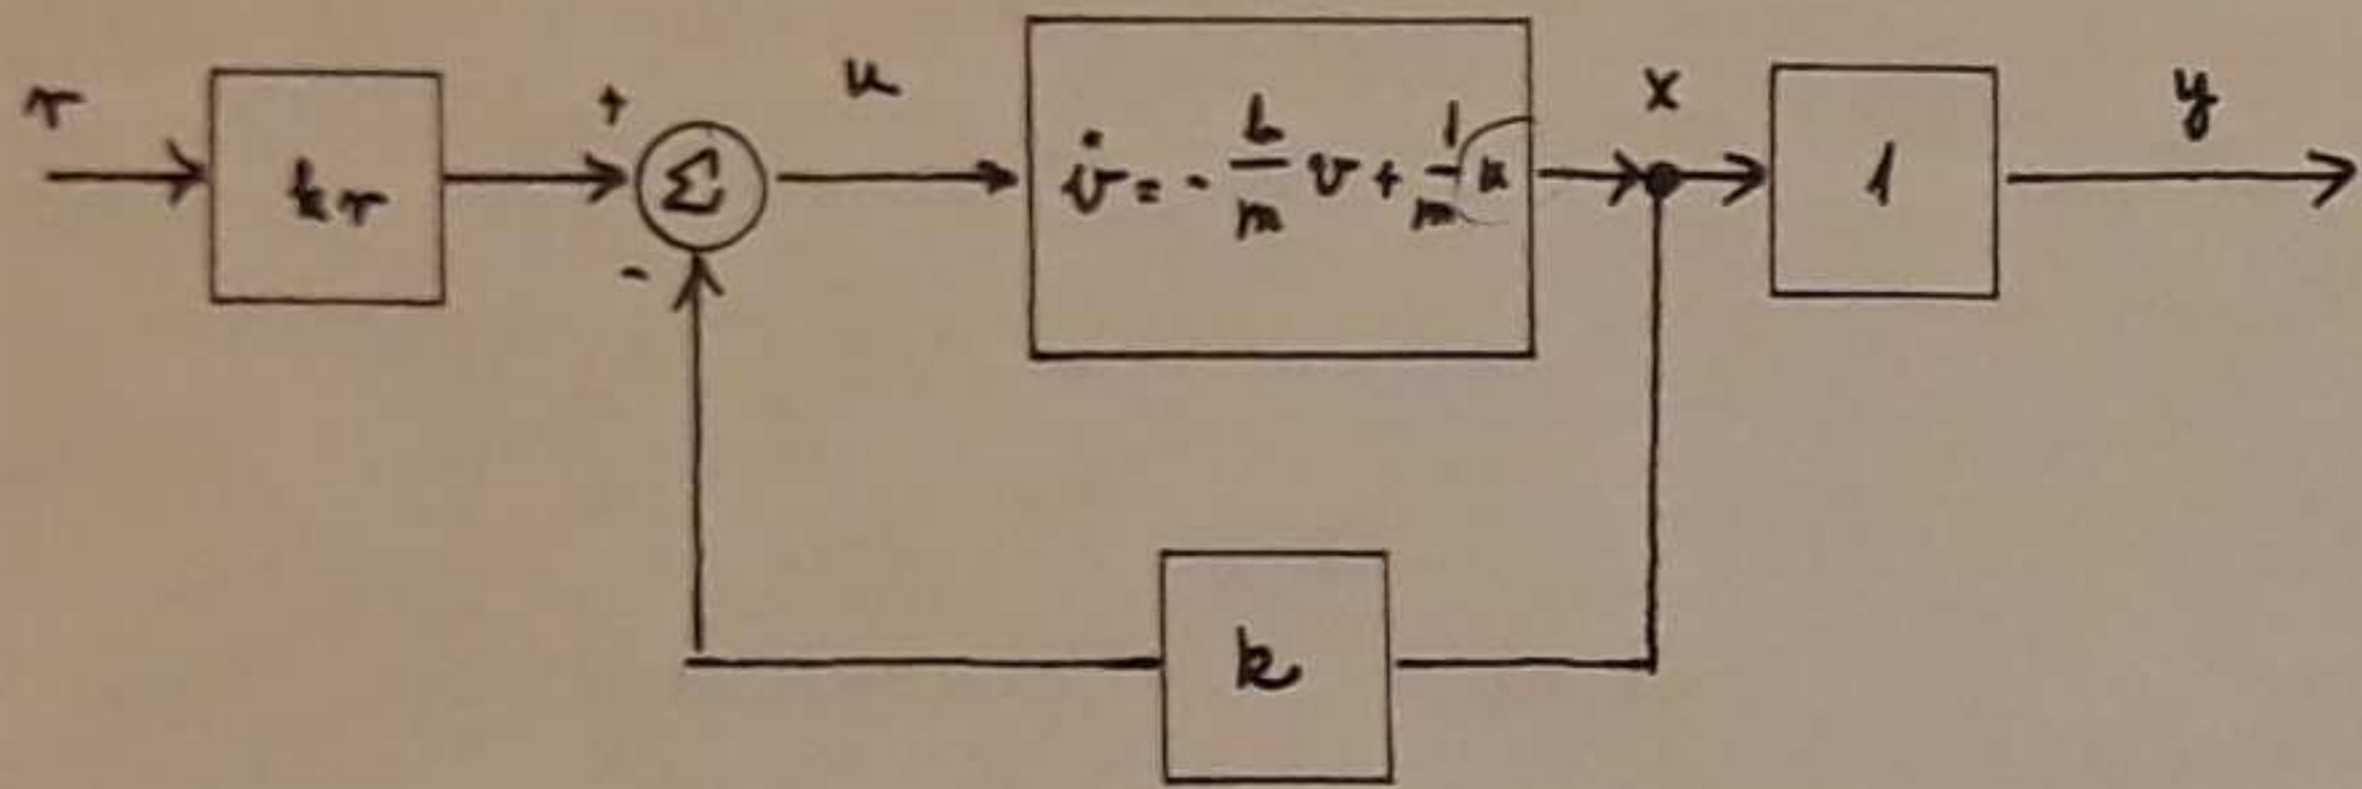 r
kr
+
Σ
-
u
v̇ = - b/m v + 1/m u
x
1
y
k